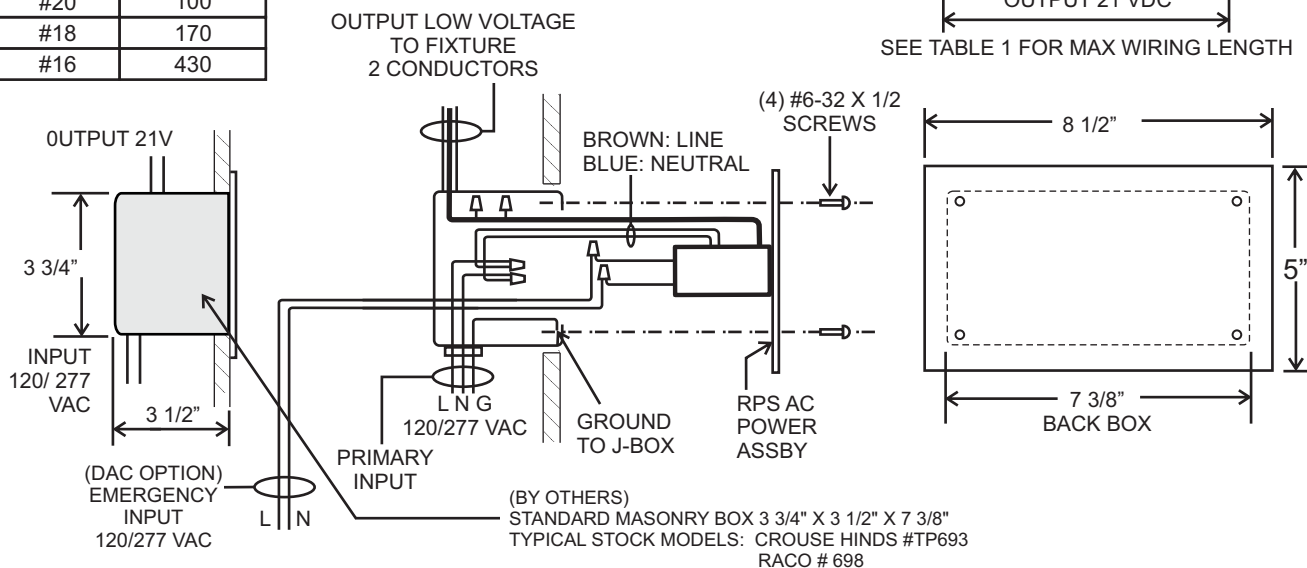 #20 100
#18 170
#16 430
OUTPUT LOW VOLTAGE
TO FIXTURE
2 CONDUCTORS
OUTPUT 21 VDC
SEE TABLE 1 FOR MAX WIRING LENGTH
0UTPUT 21V
3 3/4"
INPUT
120/ 277
VAC
3 1/2"
BROWN: LINE
BLUE: NEUTRAL
(4) #6-32 X 1/2
SCREWS
8 1/2"
5"
7 3/8"
BACK BOX
L N G
120/277 VAC
PRIMARY
INPUT
GROUND
TO J-BOX
RPS AC
POWER
ASSBY
(DAC OPTION)
EMERGENCY
INPUT
120/277 VAC
L N
(BY OTHERS)
STANDARD MASONRY BOX 3 3/4" X 3 1/2" X 7 3/8"
TYPICAL STOCK MODELS: CROUSE HINDS #TP693
RACO # 698